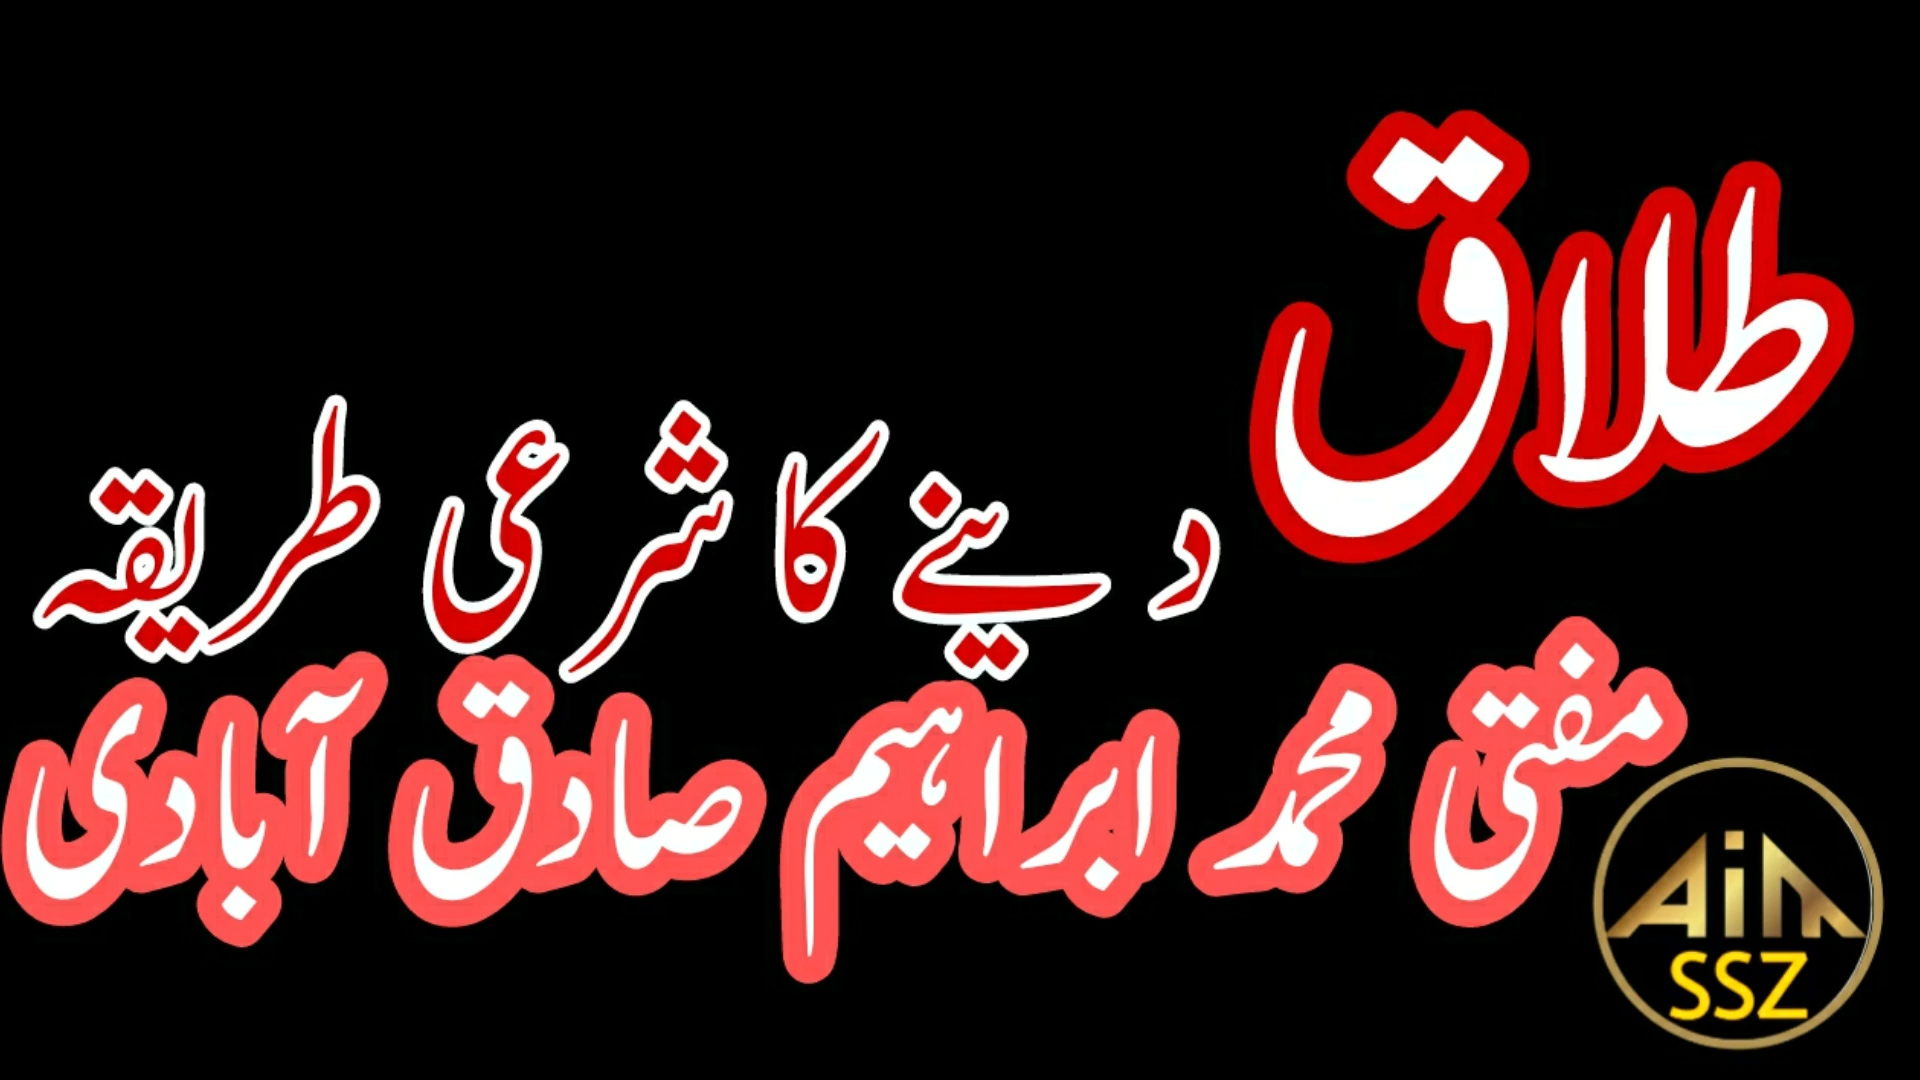 طلاق
دینے کا شرعی طریقہ
مفتی محمد ابراہیم صادق آبادی
AiM
SSZ